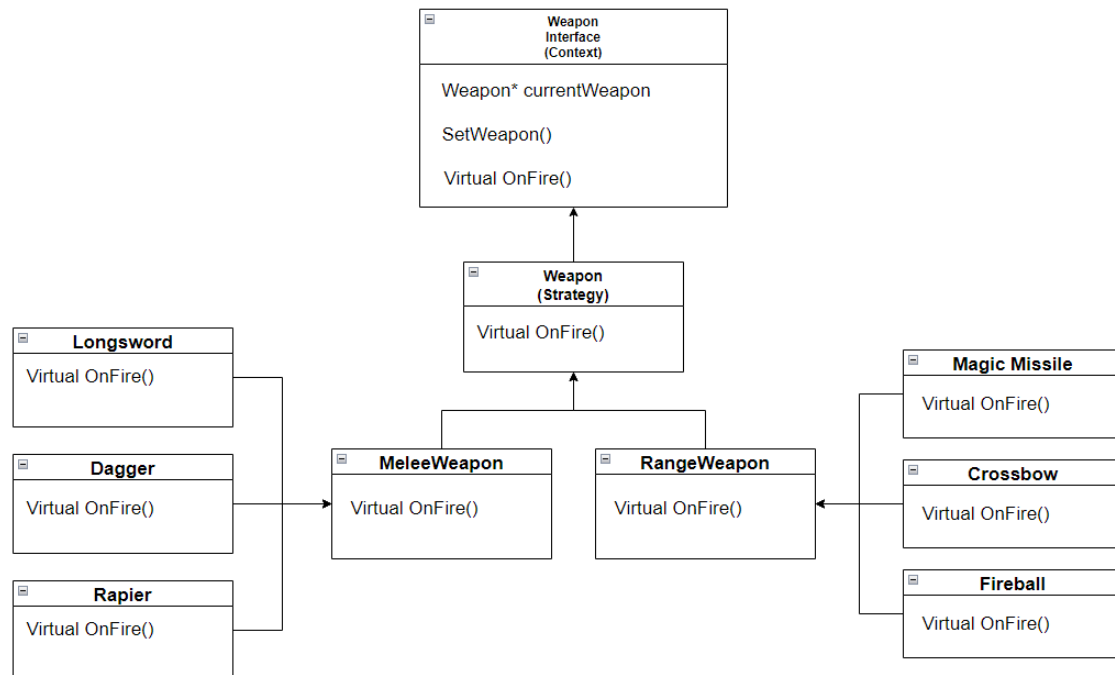 Weapon
Interface
(Context)
Weapon* currentWeapon
SetWeapon()
Virtual OnFire()
Weapon
(Strategy)
Virtual OnFire()
Longsword
Virtual OnFire()
Dagger
Virtual OnFire()
Rapier
Virtual OnFire()
MeleeWeapon
Virtual OnFire()
RangeWeapon
Virtual OnFire()
Magic Missile
Virtual OnFire()
Crossbow
Virtual OnFire()
Fireball
Virtual OnFire()